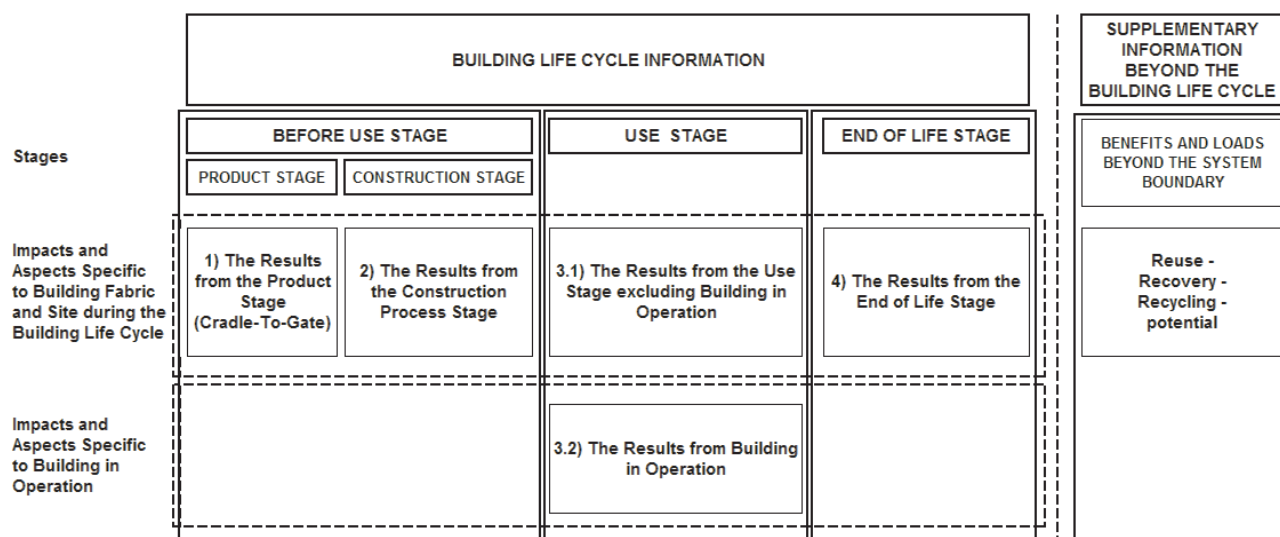 BUILDING LIFE CYCLE INFORMATION
SUPPLEMENTARY
INFORMATION
BEYOND THE
BUILDING LIFE CYCLE
Stages
BEFORE USE STAGE
USE STAGE
END OF LIFE STAGE
BENEFITS AND LOADS
BEYOND THE SYSTEM
BOUNDARY
PRODUCT STAGE
CONSTRUCTION STAGE
Impacts and
Aspects Specific
to Building Fabric
and Site during the
Building Life Cycle
1) The Results
from the Product
Stage
(Cradle-To-Gate)
2) The Results from
the Construction
Process Stage
3.1) The Results from the Use
Stage excluding Building in
Operation
4) The Results from the
End of Life Stage
Reuse -
Recovery -
Recycling -
potential
Impacts and
Aspects Specific
to Building in
Operation
3.2) The Results from Building
in Operation